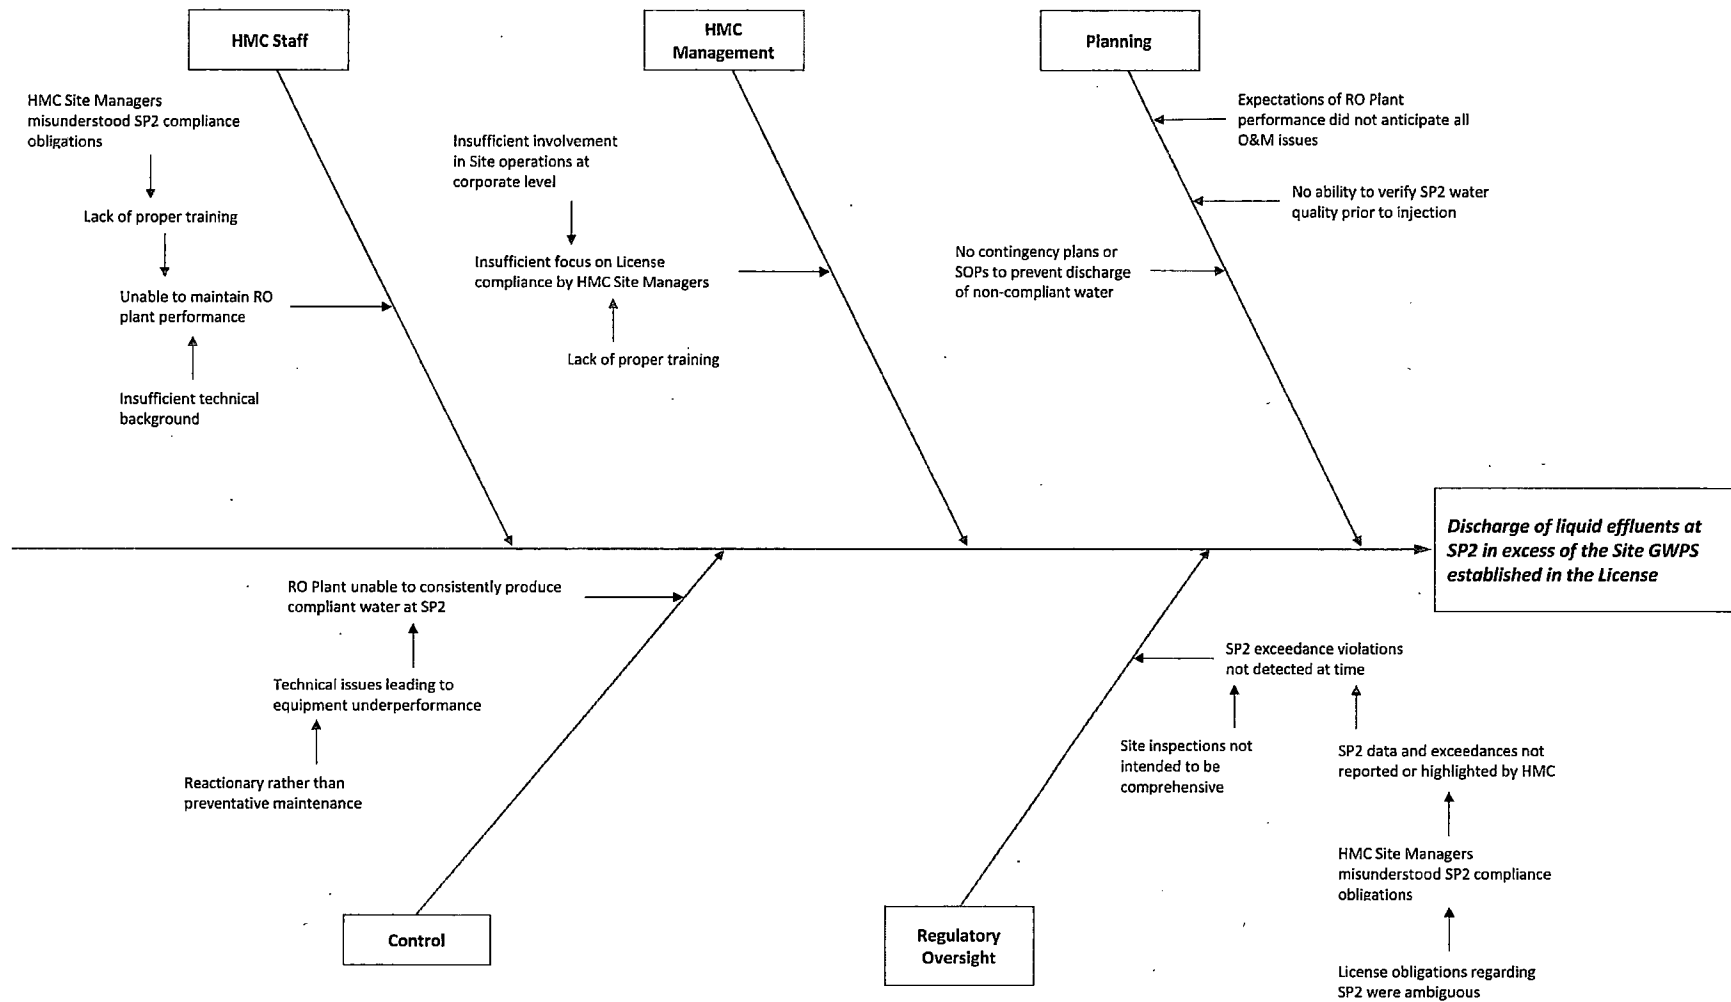 HMC Staff
HMC
Management
Planning
HMC Site Managers
misunderstood SP2 compliance
obligations
Lack of proper training
Unable to maintain RO
plant performance
Insufficient technical
background
Insufficient involvement
in Site operations at
corporate level
Insufficient focus on License
compliance by HMC Site Managers
Lack of proper training
Expectations of RO Plant
performance did not anticipate all
O&M issues
No ability to verify SP2 water
quality prior to injection
No contingency plans or
SOPs to prevent discharge
of non-compliant water
Discharge of liquid effluents at
SP2 in excess of the Site GWPS
established in the License
RO Plant unable to consistently produce
compliant water at SP2
Technical issues leading to
equipment underperformance
Reactionary rather than
preventative maintenance
Control
SP2 exceedance violations
not detected at time
Site inspections not
intended to be
comprehensive
SP2 data and exceedances not
reported or highlighted by HMC
HMC Site Managers
misunderstood SP2 compliance
obligations
License obligations regarding
SP2 were ambiguous
Regulatory
Oversight